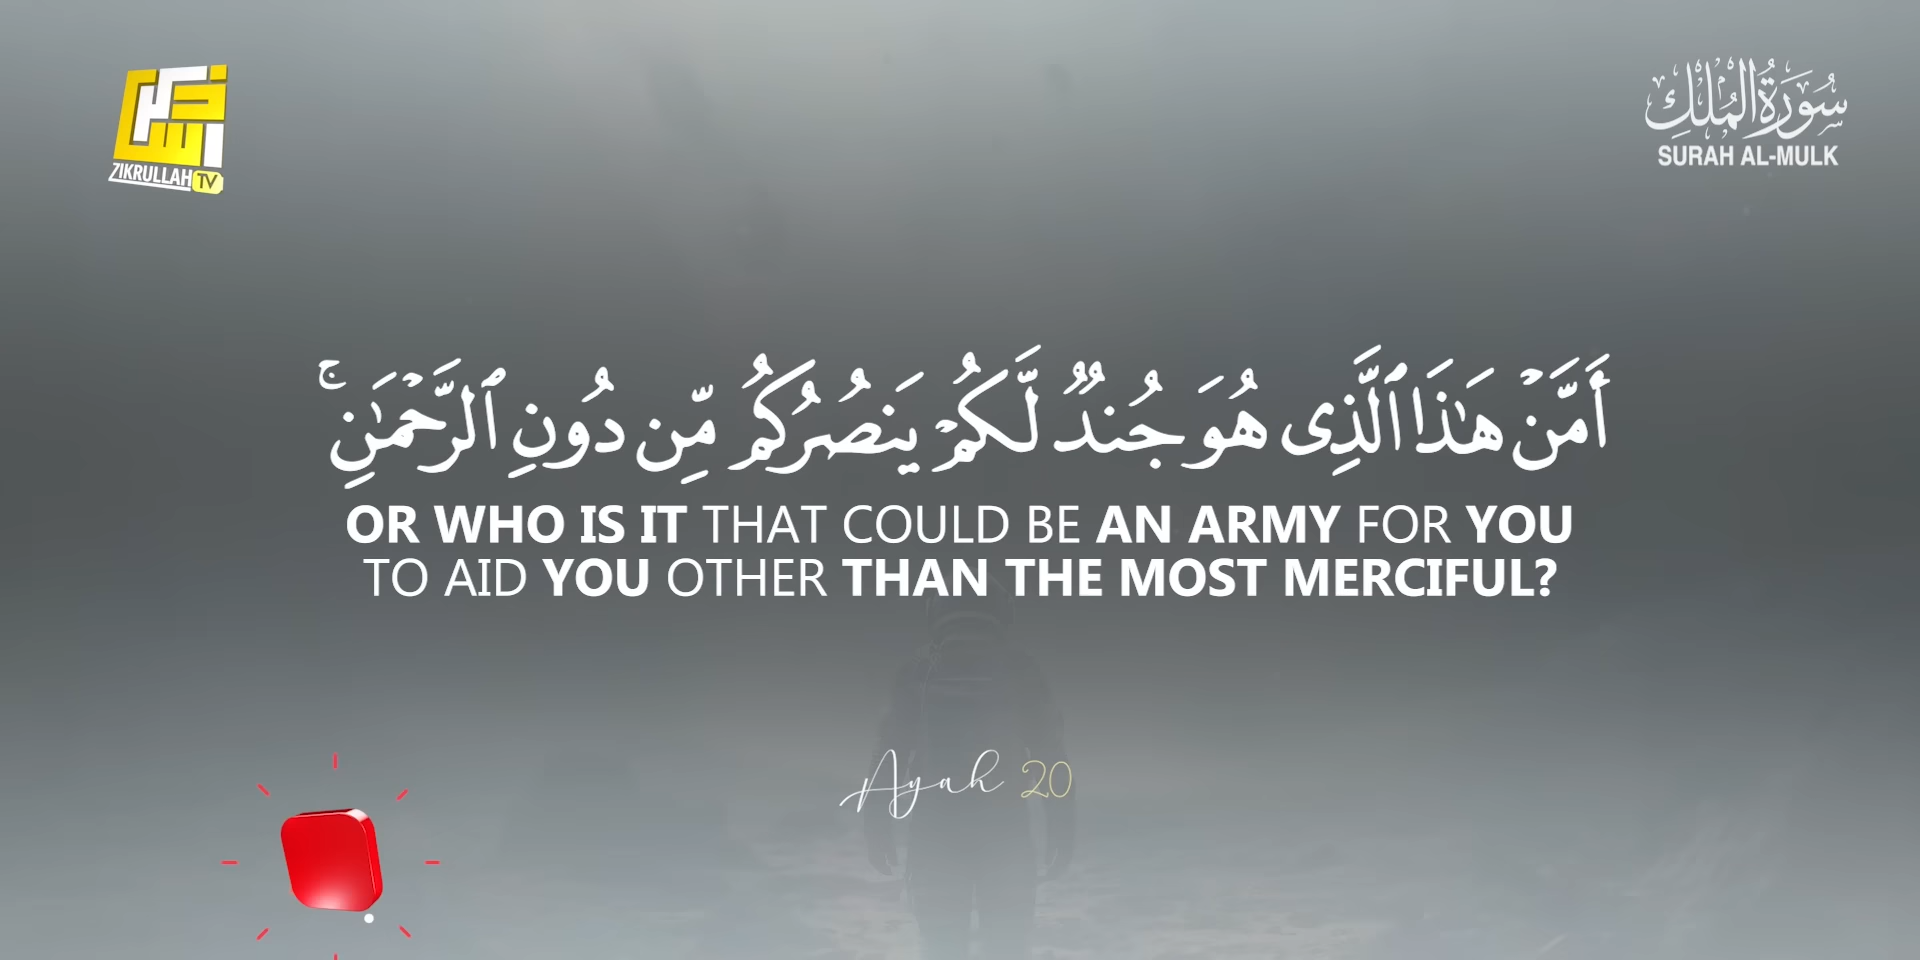 ZIKRULLAH TV
سُورَةُ الْمُلْكِ
SURAH AL-MULK
أَمَّنْ هَٰذَا ٱلَّذِى هُوَ جُندٌ لَّكُمْ يَنصُرُكُم مِّن دُونِ ٱلرَّحْمَٰنِ ۚ
OR WHO IS IT THAT COULD BE AN ARMY FOR YOU
TO AID YOU OTHER THAN THE MOST MERCIFUL?
Ayah 20